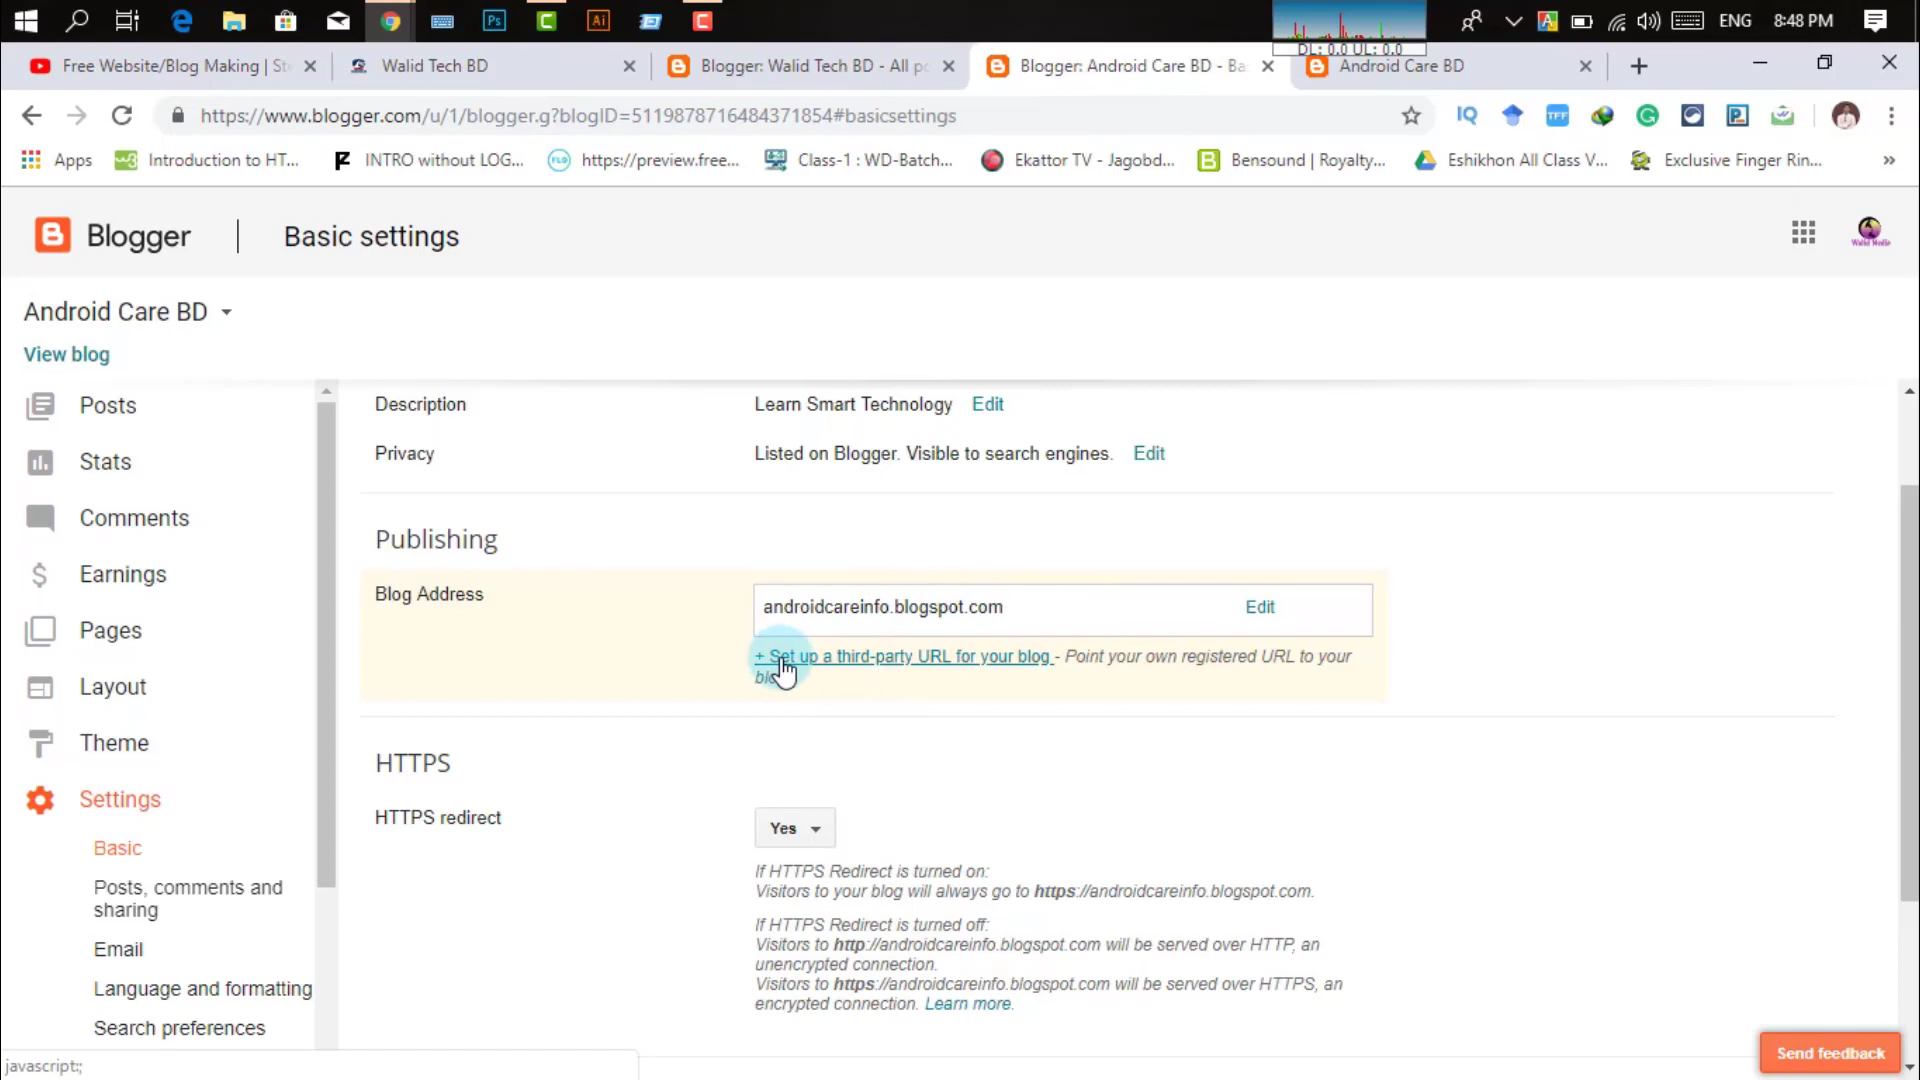 ENG
8:48 PM
DL: 0.0 UL: 0.0
Free Website/Blog Making | St
Walid Tech BD
Blogger: Walid Tech BD - All po
Blogger: Android Care BD - Ba
Android Care BD
https://www.blogger.com/u/1/blogger.g?blogID=5119878716484371854#basicsettings
Apps
Introduction to HT...
INTRO without LOG...
https://preview.free...
Class-1 : WD-Batch...
Ekattor TV - Jagobd...
Bensound | Royalty...
Eshikhon All Class V...
Exclusive Finger Rin...
Blogger
Basic settings
Android Care BD
View blog
Posts
Stats
Comments
Earnings
Pages
Layout
Theme
Settings
Basic
Posts, comments and
sharing
Email
Language and formatting
Search preferences
Description
Learn Smart Technology Edit
Privacy
Listed on Blogger. Visible to search engines. Edit
Publishing
Blog Address
androidcareinfo.blogspot.com Edit
+ Set up a third-party URL for your blog - Point your own registered URL to your
HTTPS
HTTPS redirect
Yes
If HTTPS Redirect is turned on:
Visitors to your blog will always go to https://androidcareinfo.blogspot.com.
If HTTPS Redirect is turned off:
Visitors to http://androidcareinfo.blogspot.com will be served over HTTP, an
unencrypted connection.
Visitors to https://androidcareinfo.blogspot.com will be served over HTTPS, an
encrypted connection. Learn more.
Send feedback
javascript:;